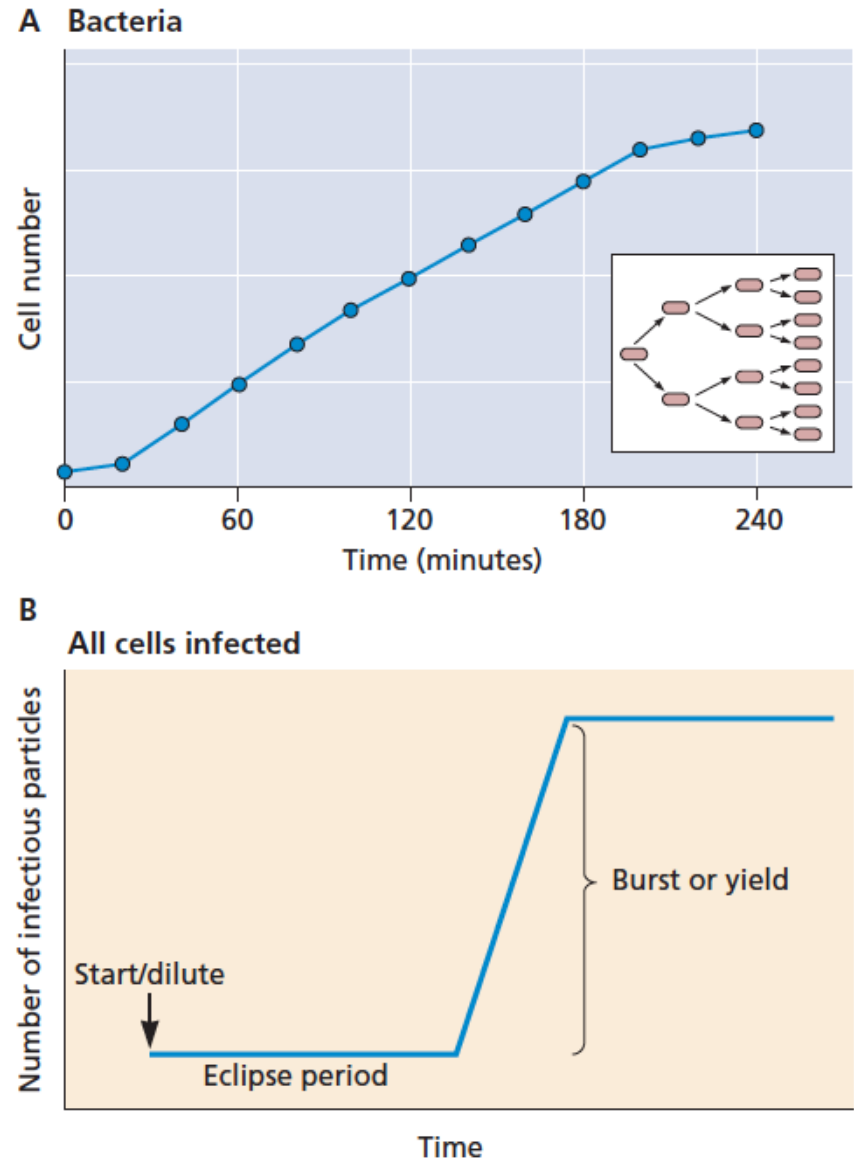 A Bacteria
Cell number
0 60 120 180 240
Time (minutes)
B
All cells infected
Number of infectious particles
Start/dilute
Eclipse period
Burst or yield
Time